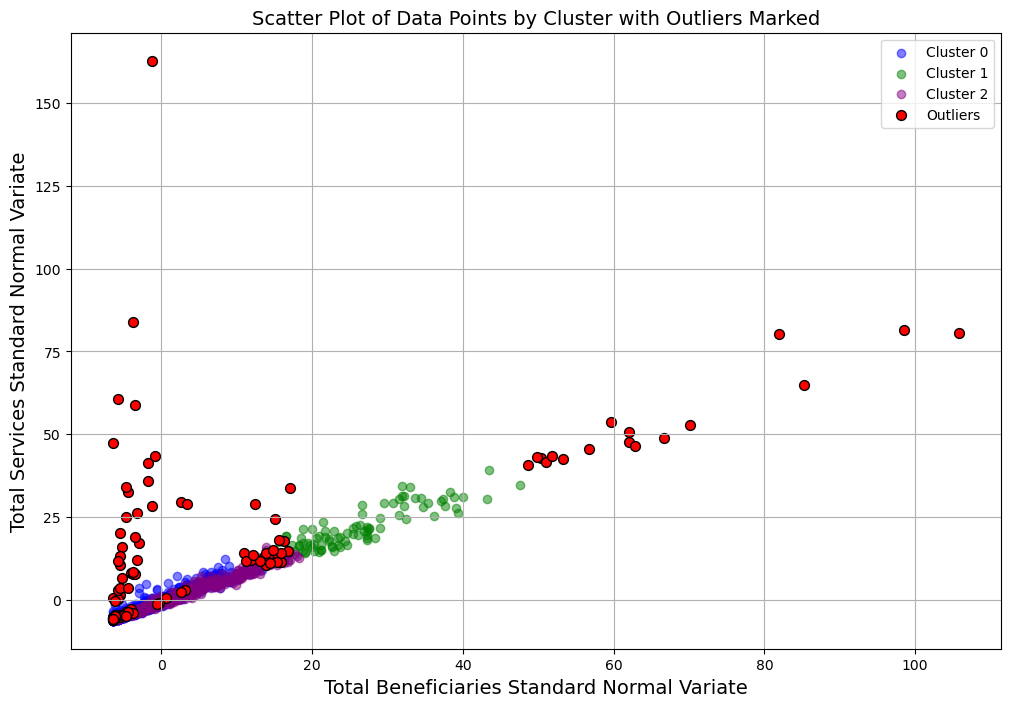 Scatter Plot of Data Points by Cluster with Outliers Marked
Cluster 0
Cluster 1
Cluster 2
Outliers
Total Services Standard Normal Variate
150
125
100
75
50
25
0
0 20 40 60 80 100
Total Beneficiaries Standard Normal Variate